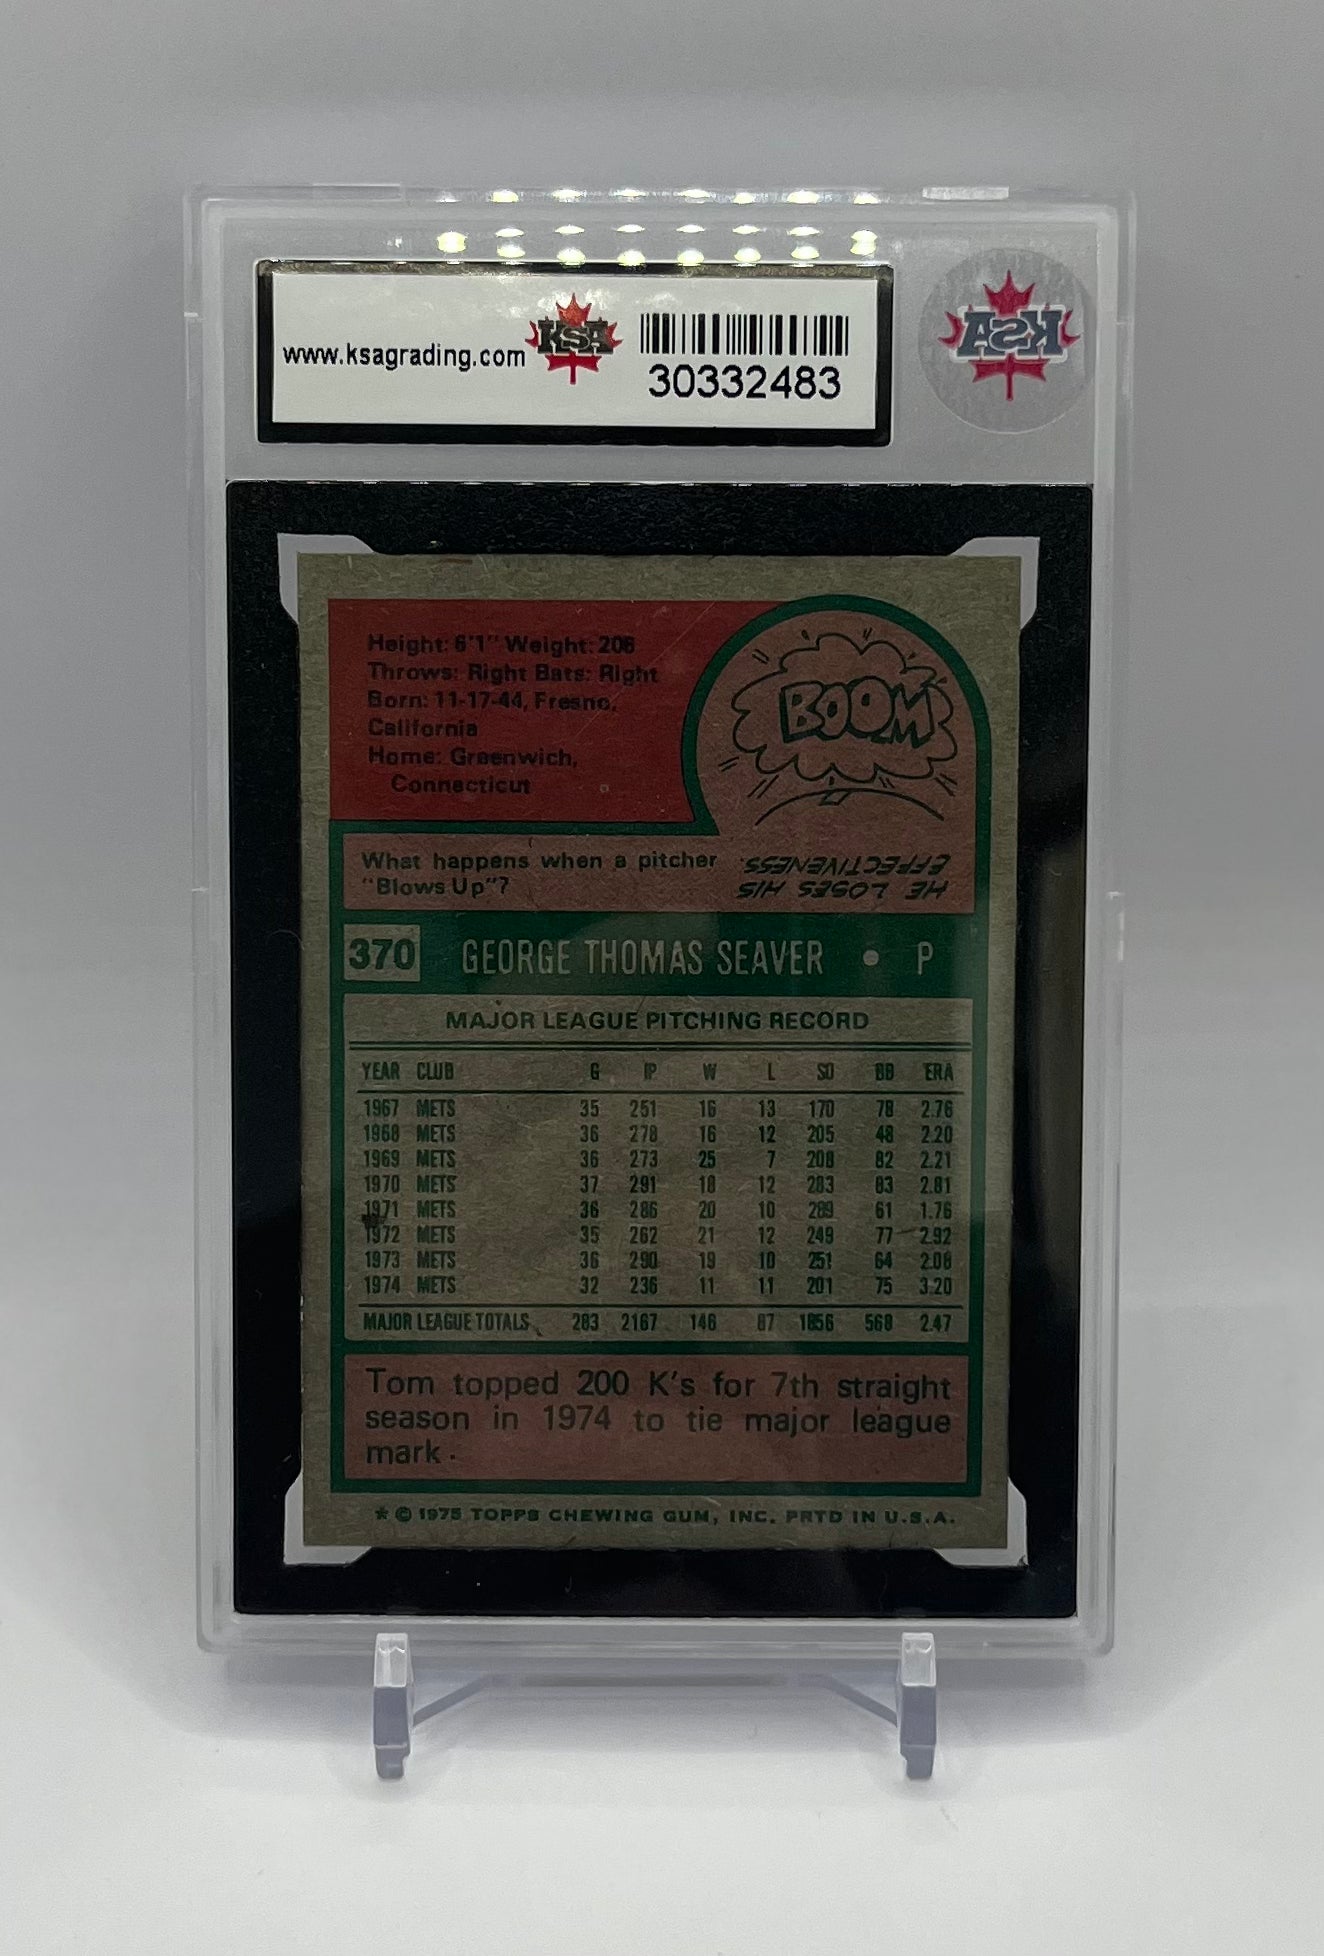 www.ksagrading.com
KSA
30332483
KSA
Height: 6'1" Weight: 206
Throws: Right Bats: Right
Born: 11-17-44, Fresno,
California
Home: Greenwich,
Connecticut
BOOM
What happens when a pitcher
"Blows Up"?
HE LOSES HIS
EFFECTIVENESS.
370 GEORGE THOMAS SEAVER • P
MAJOR LEAGUE PITCHING RECORD
YEAR CLUB G IP W L SO BB ERA
1967 METS 35 251 16 13 170 78 2.76
1968 METS 36 278 16 12 205 48 2.20
1969 METS 36 273 25 7 208 82 2.21
1970 METS 37 291 18 12 283 83 2.81
1971 METS 36 286 20 10 289 61 1.76
1972 METS 35 262 21 12 249 77 2.92
1973 METS 36 290 19 10 251 64 2.08
1974 METS 32 236 11 11 201 75 3.20
MAJOR LEAGUE TOTALS 283 2167 146 87 1856 568 2.47
Tom topped 200 K's for 7th straight
season in 1974 to tie major league
mark.
* © 1975 TOPPS CHEWING GUM, INC. PRTD IN U.S.A.